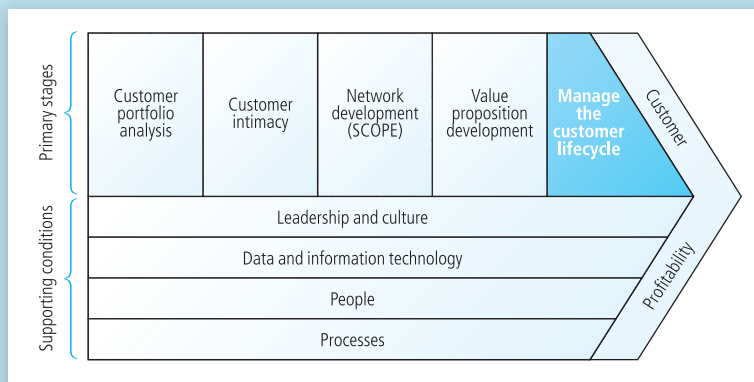 Primary stages
Customer
portfolio
analysis
Customer
intimacy
Network
development
(SCOPE)
Value
proposition
development
Manage
the
customer
lifecycle
Customer
Supporting conditions
Leadership and culture
Data and information technology
People
Processes
Profitability